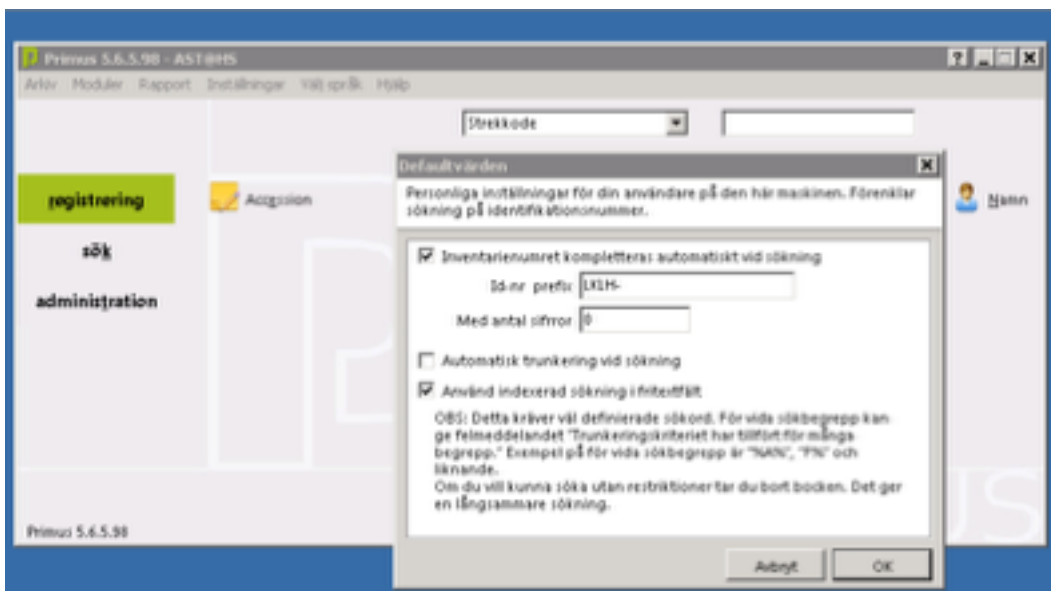 Primus 5.6.5.98 - AST@HS
Arkiv Moduler Rapport Inställningar Välj språk Hjälp
Strekkode
Defaultvärden
Personliga inställningar för din användare på den här maskinen. Förenklar
sökning på identifikationsnummer.
registrering
Accession
Namn
sök
administration
Inventarienumret kompletteras automatiskt vid sökning
Id-nr prefix
Med antal sifrror 0
Automatisk trunkering vid sökning
Använd indexerad sökning i fritextfält
OBS: Detta kräver väl definierade sökord. För vida sökbegrepp kan
ge felmeddelandet "Trunkeringskriteriet har tillfört för många
begrepp." Exempel på för vida sökbegrepp är "%A%", "F%" och
liknande.
Om du vill kunna söka utan restriktioner tar du bort bocken. Det ger
en långsammare sökning.
Primus 5.6.5.98
Avbryt OK